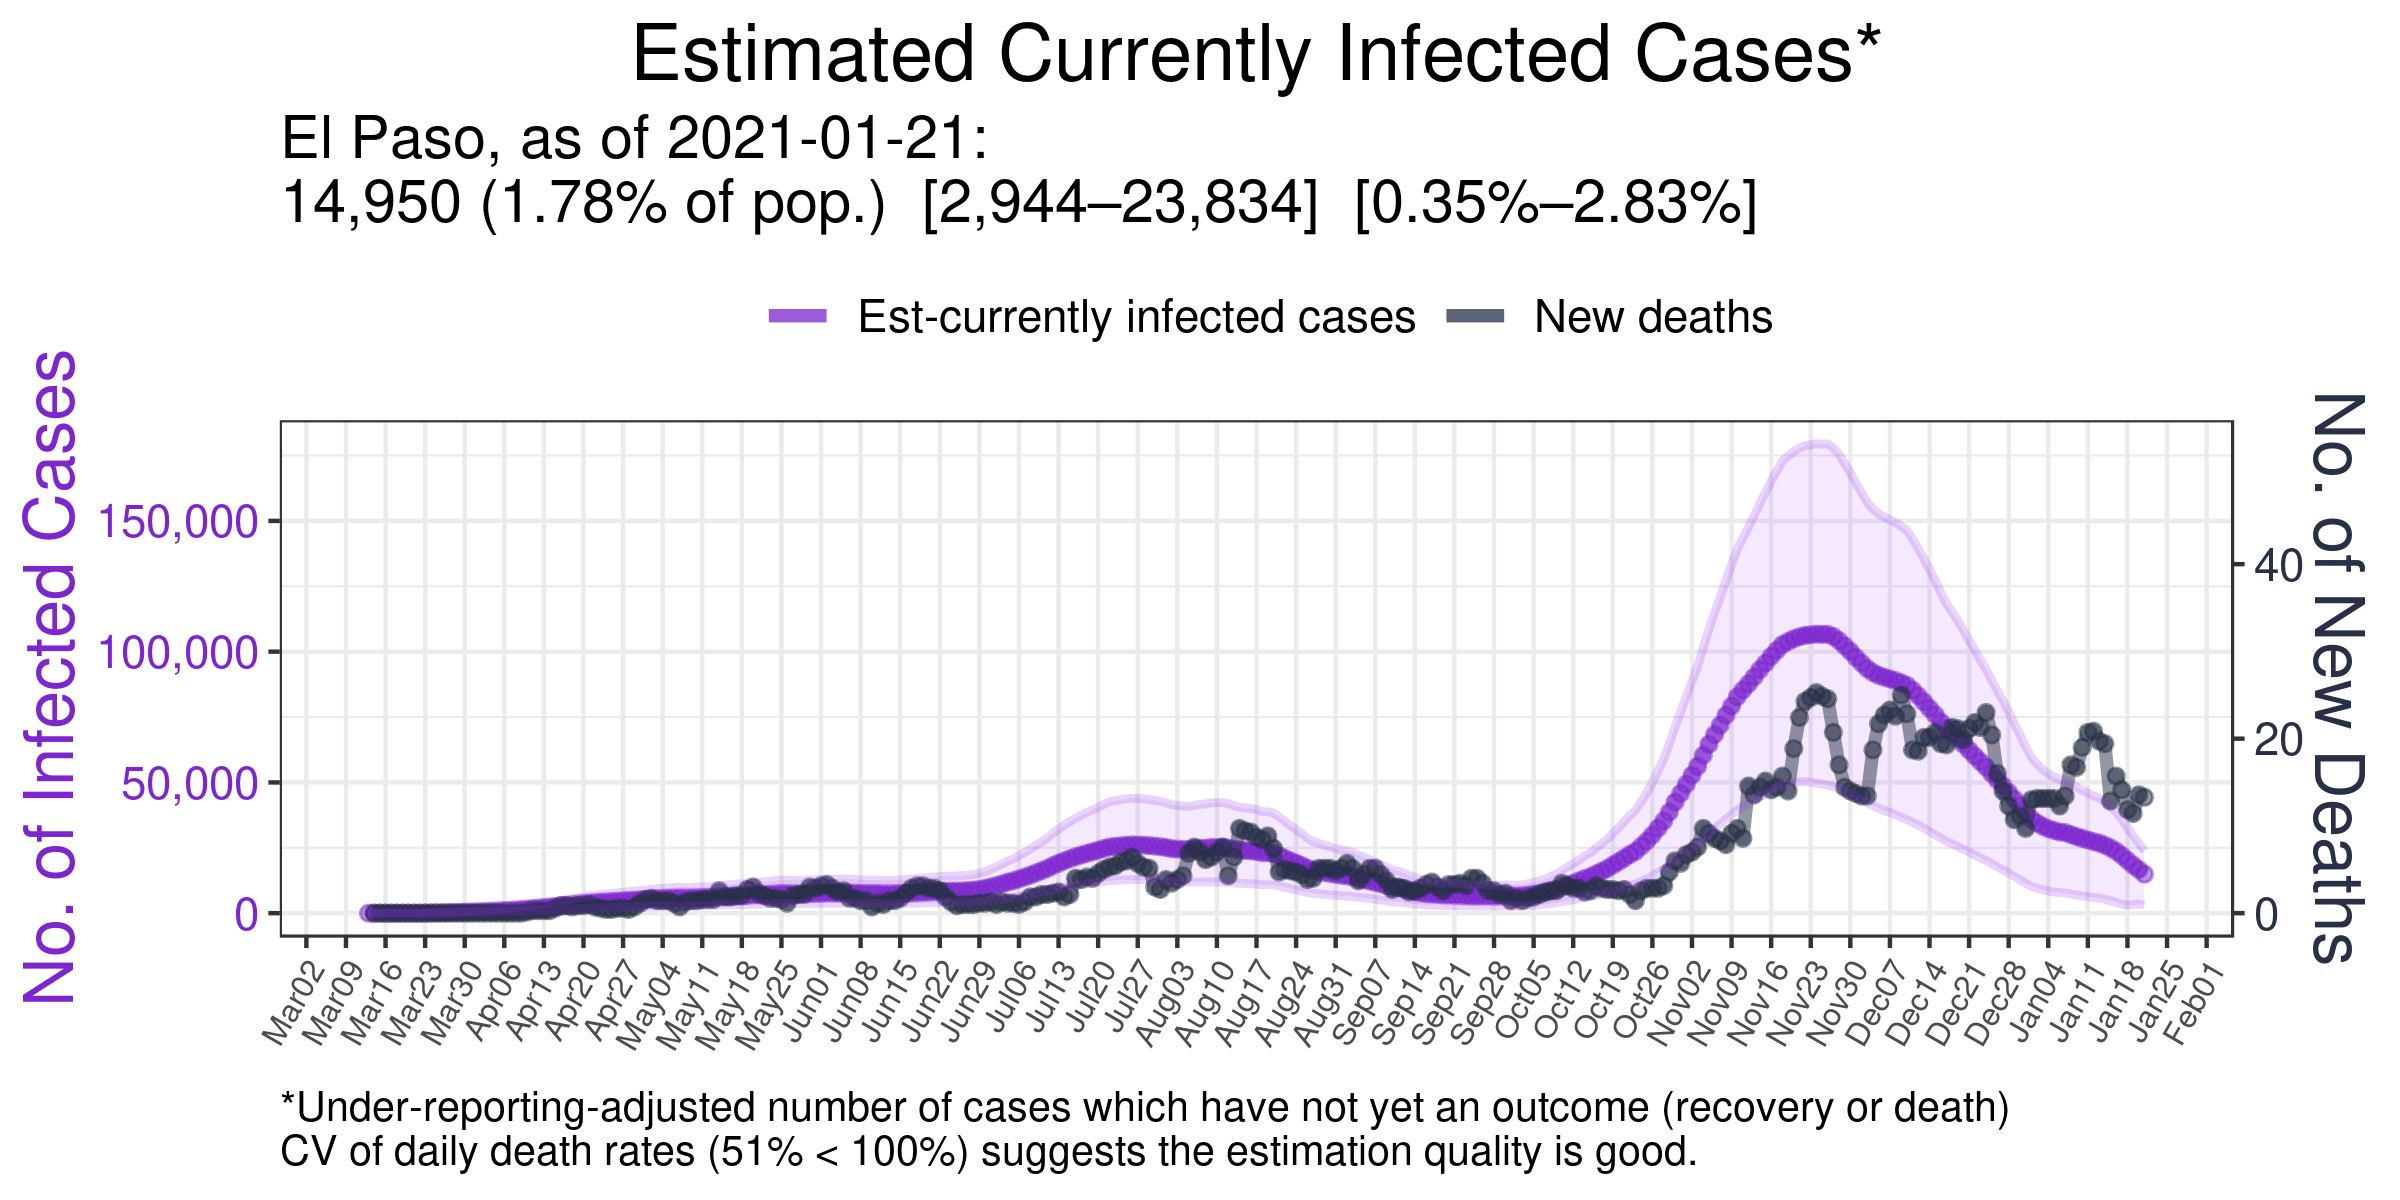 Estimated Currently Infected Cases*
El Paso, as of 2021-01-21:
14,950 (1.78% of pop.) [2,944–23,834] [0.35%–2.83%]
Est-currently infected cases New deaths
No. of Infected Cases
150,000
100,000
50,000
0
40
20
0
No. of New Deaths
Mar02 Mar09 Mar16 Mar23 Mar30 Apr06 Apr13 Apr20 Apr27 May04 May11 May18 May25 Jun01 Jun08 Jun15 Jun22 Jun29 Jul06 Jul13 Jul20 Jul27 Aug03 Aug10 Aug17 Aug24 Aug31 Sep07 Sep14 Sep21 Sep28 Oct05 Oct12 Oct19 Oct26 Nov02 Nov09 Nov16 Nov23 Nov30 Dec07 Dec14 Dec21 Dec28 Jan04 Jan11 Jan18 Jan25 Feb01
*Under-reporting-adjusted number of cases which have not yet an outcome (recovery or death)
CV of daily death rates (51% < 100%) suggests the estimation quality is good.